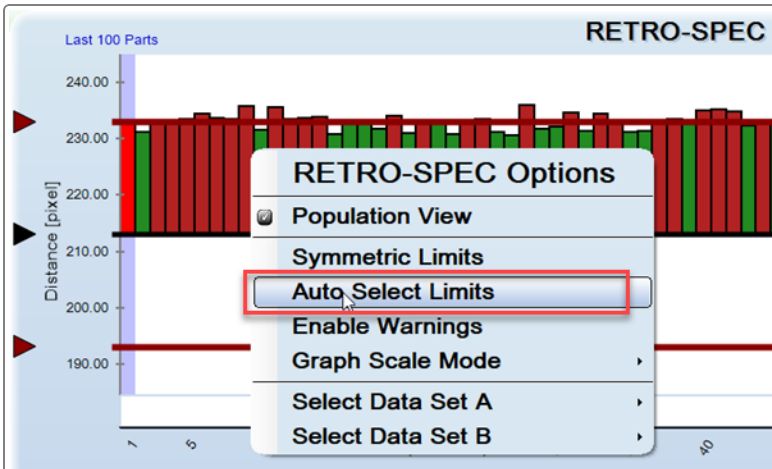 RETRO-SPEC
Last 100 Parts
240.00
230.00
220.00
210.00
200.00
190.00
Distance [pixel]
RETRO-SPEC Options
Population View
Symmetric Limits
Auto Select Limits
Enable Warnings
Graph Scale Mode
Select Data Set A
Select Data Set B
1
5
40